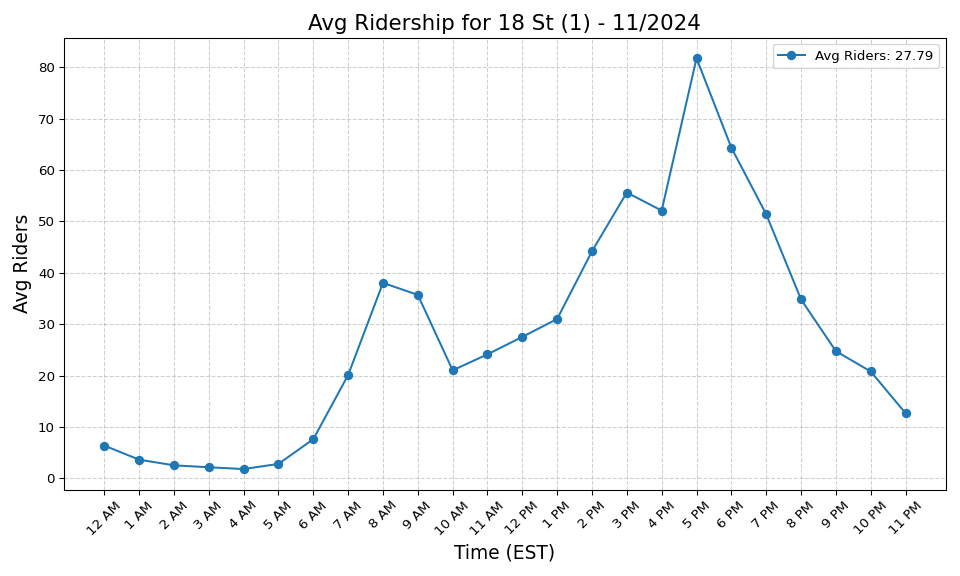 Avg Ridership for 18 St (1) - 11/2024
Avg Riders: 27.79
80
70
60
50
40
30
20
10
0
Avg Riders
12 AM
1 AM
2 AM
3 AM
4 AM
5 AM
6 AM
7 AM
8 AM
9 AM
10 AM
11 AM
12 PM
1 PM
2 PM
3 PM
4 PM
5 PM
6 PM
7 PM
8 PM
9 PM
10 PM
11 PM
Time (EST)